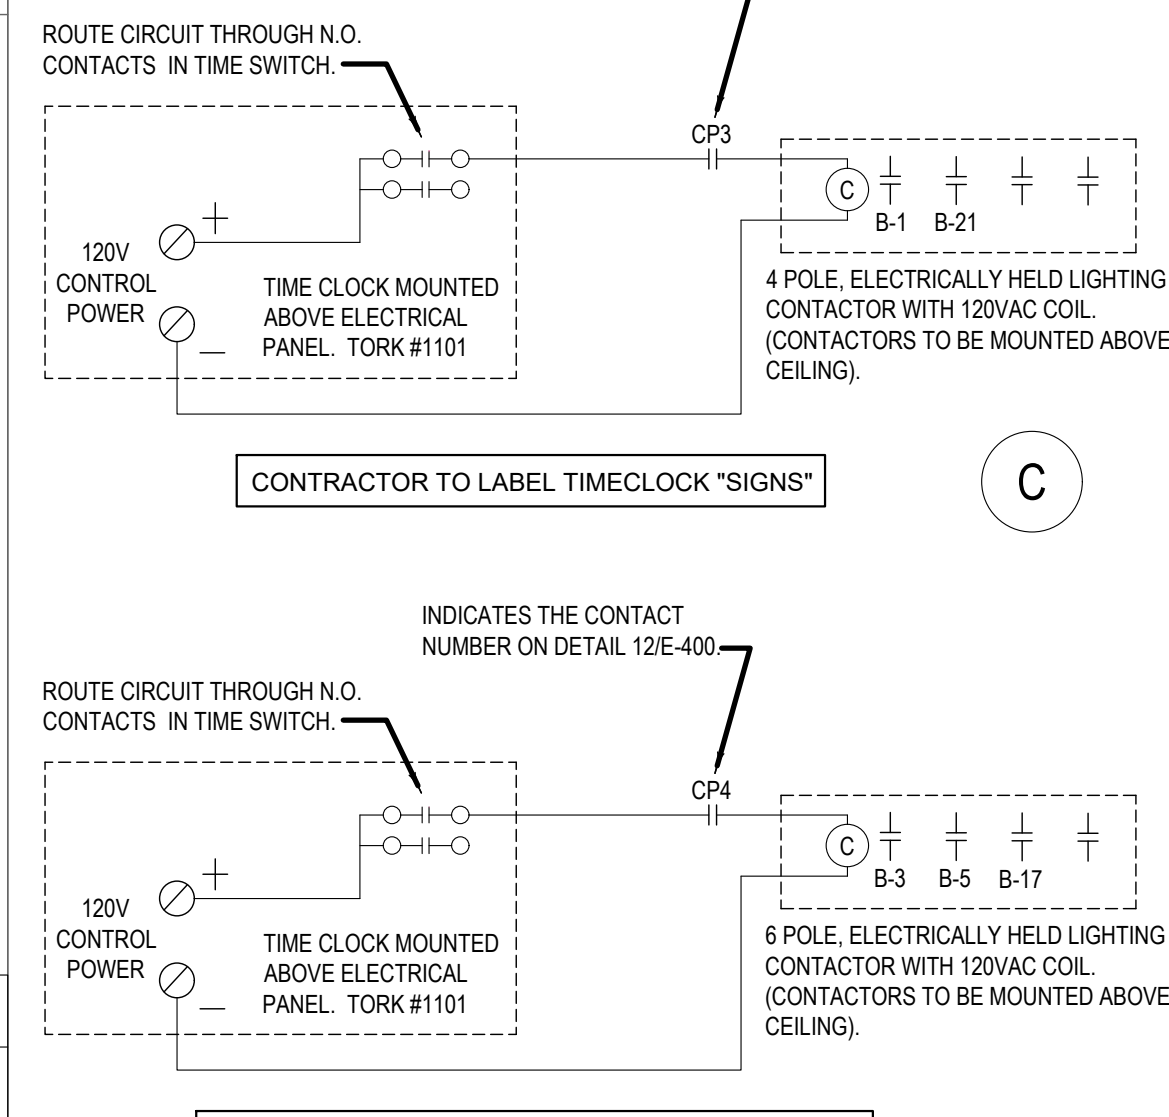 ROUTE CIRCUIT THROUGH N.O.
CONTACTS IN TIME SWITCH.
CP3
C
B-1 B-21
+
120V
CONTROL
POWER
—
TIME CLOCK MOUNTED
ABOVE ELECTRICAL
PANEL. TORK #1101
4 POLE, ELECTRICALLY HELD LIGHTING
CONTACTOR WITH 120VAC COIL.
(CONTACTORS TO BE MOUNTED ABOVE
CEILING).
CONTRACTOR TO LABEL TIMECLOCK "SIGNS"
C
INDICATES THE CONTACT
NUMBER ON DETAIL 12/E-400.
ROUTE CIRCUIT THROUGH N.O.
CONTACTS IN TIME SWITCH.
CP4
C
B-3 B-5 B-17
+
120V
CONTROL
POWER
—
TIME CLOCK MOUNTED
ABOVE ELECTRICAL
PANEL. TORK #1101
6 POLE, ELECTRICALLY HELD LIGHTING
CONTACTOR WITH 120VAC COIL.
(CONTACTORS TO BE MOUNTED ABOVE
CEILING).